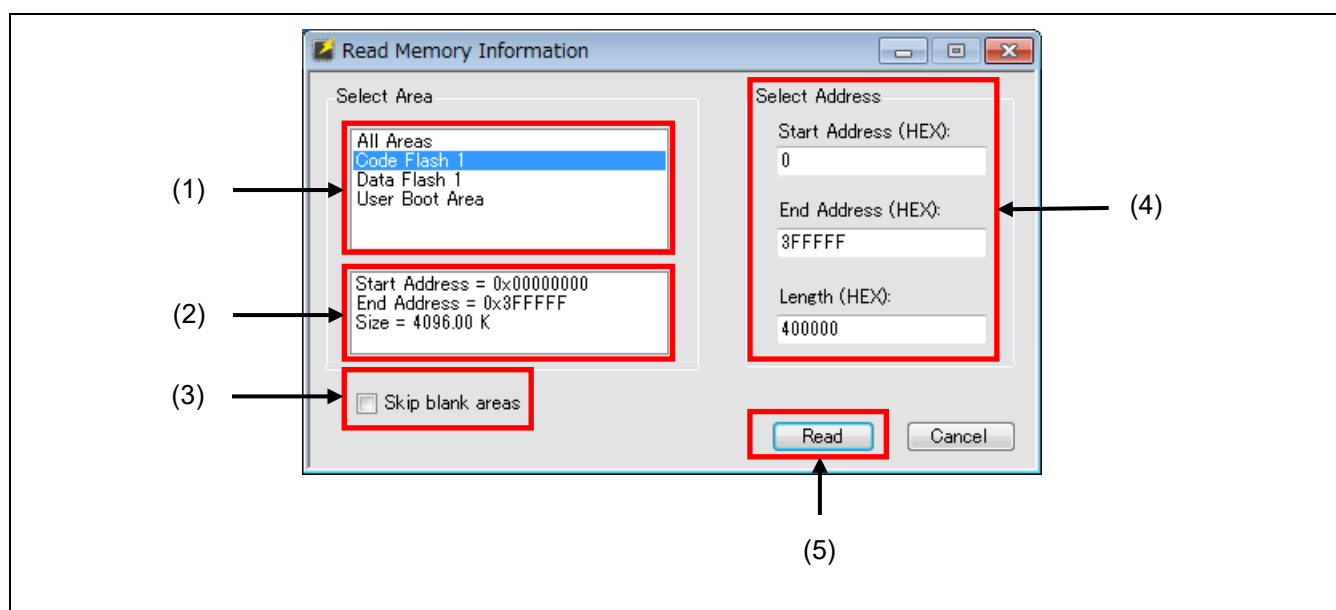 Read Memory Information
Select Area
All Areas
Code Flash 1
Data Flash 1
User Boot Area
(1)
Start Address = 0x00000000
End Address = 0x3FFFFF
Size = 4096.00 K
(2)
Skip blank areas
(3)
Select Address
Start Address (HEX):
0
End Address (HEX):
3FFFFF
Length (HEX):
400000
(4)
Read
Cancel
(5)